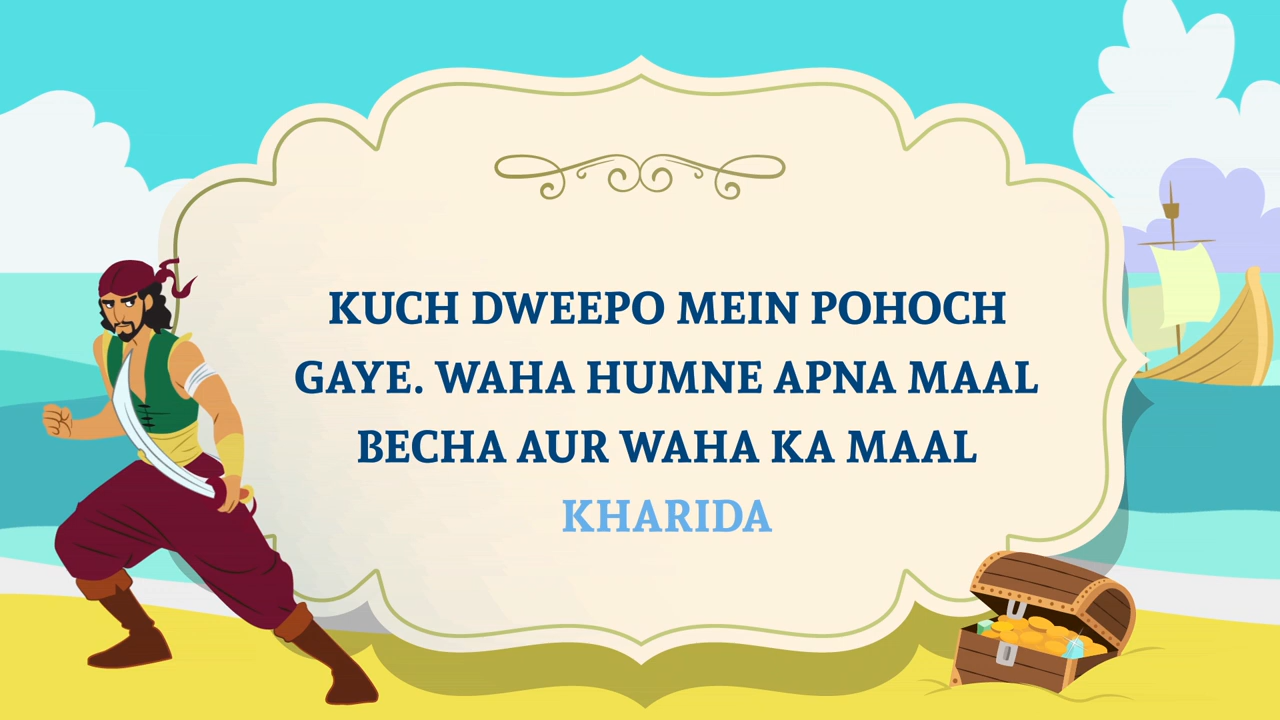 KUCH DWEEPO MEIN POHOCH
GAYE. WAHA HUMNE APNA MAAL
BECHA AUR WAHA KA MAAL
KHARIDA